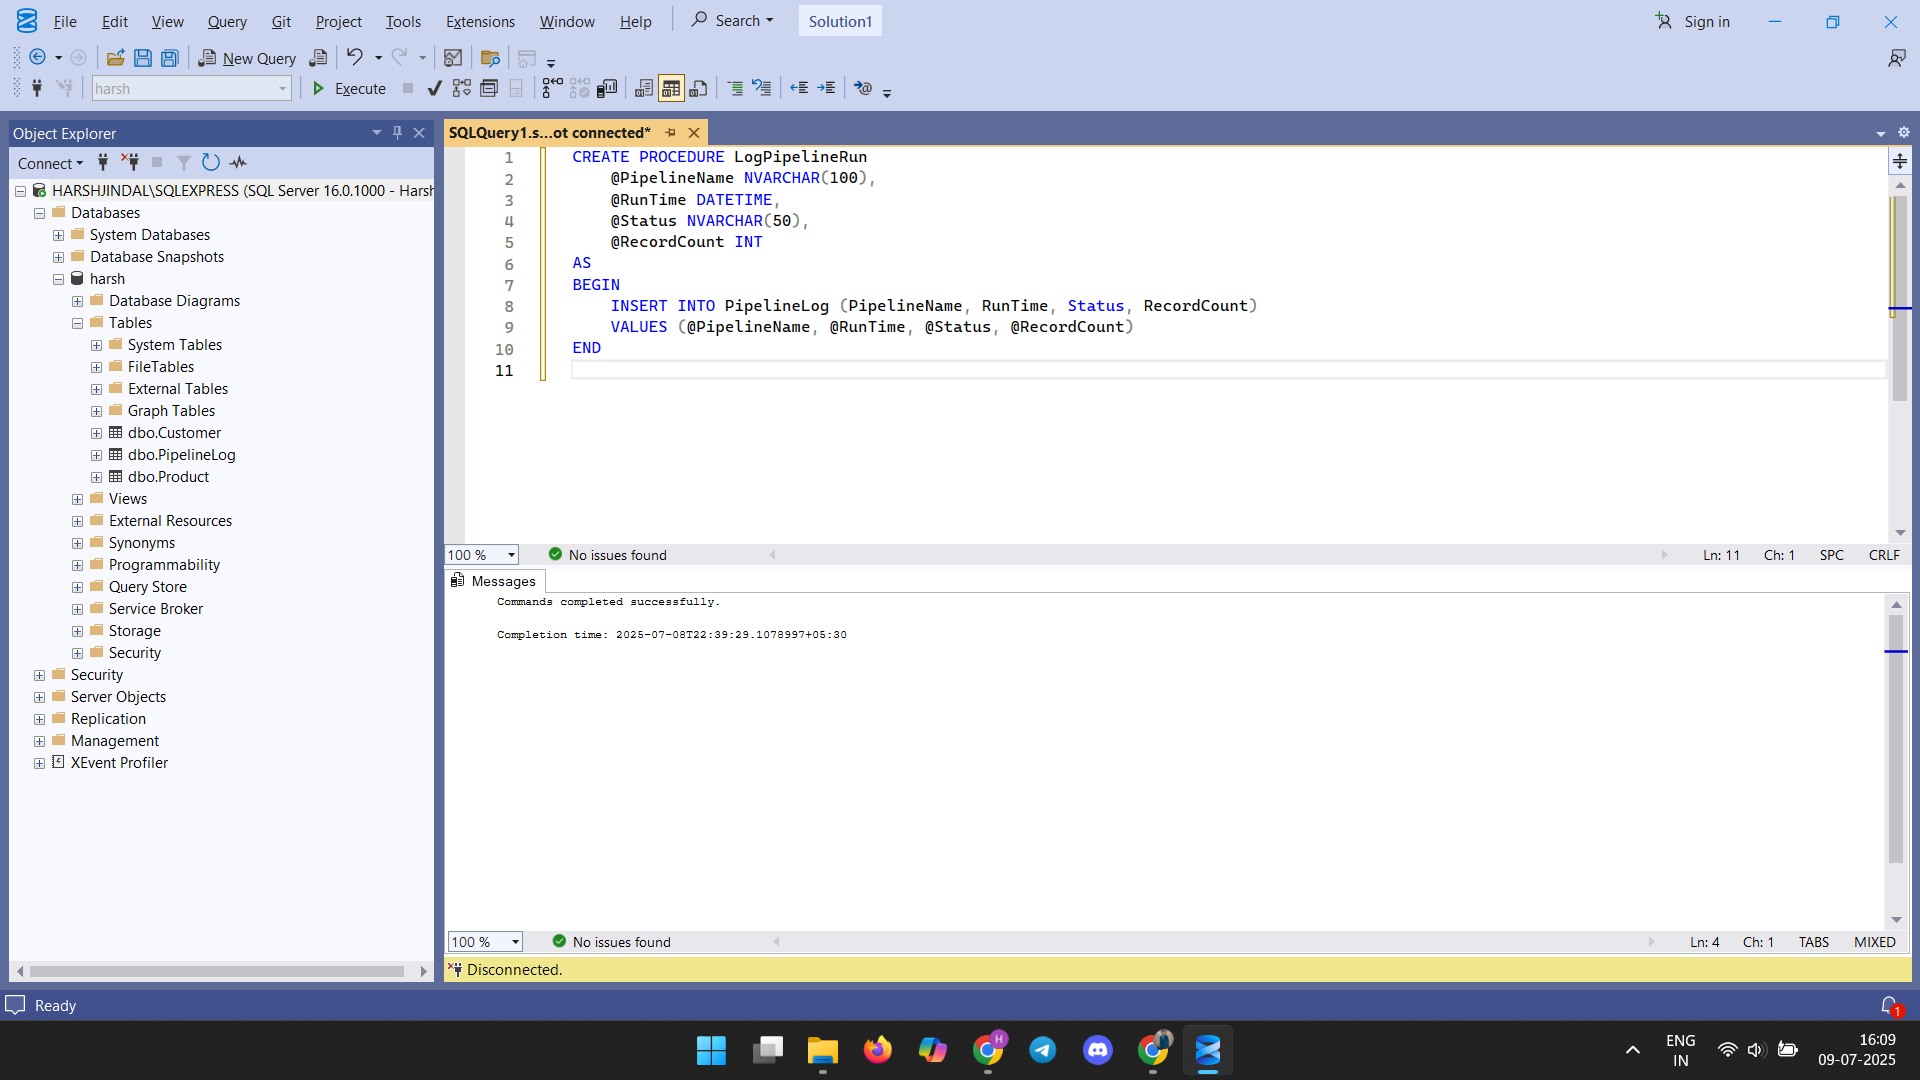 File Edit View Query Git Project Tools Extensions Window Help Search Solution1 Sign in
New Query
harsh Execute
Object Explorer
Connect
HARSHJINDAL\SQLEXPRESS (SQL Server 16.0.1000 - Harsh
Databases
System Databases
Database Snapshots
harsh
Database Diagrams
Tables
System Tables
FileTables
External Tables
Graph Tables
dbo.Customer
dbo.PipelineLog
dbo.Product
Views
External Resources
Synonyms
Programmability
Query Store
Service Broker
Storage
Security
Security
Server Objects
Replication
Management
XEvent Profiler
SQLQuery1.s...ot connected*
1 CREATE PROCEDURE LogPipelineRun
2 @PipelineName NVARCHAR(100),
3 @RunTime DATETIME,
4 @Status NVARCHAR(50),
5 @RecordCount INT
6 AS
7 BEGIN
8 INSERT INTO PipelineLog (PipelineName, RunTime, Status, RecordCount)
9 VALUES (@PipelineName, @RunTime, @Status, @RecordCount)
10 END
11
100 % No issues found Ln: 11 Ch: 1 SPC CRLF
Messages
Commands completed successfully.
Completion time: 2025-07-08T22:39:29.1078997+05:30
100 % No issues found Ln: 4 Ch: 1 TABS MIXED
Disconnected.
Ready 1
H
ENG
IN
16:09
09-07-2025